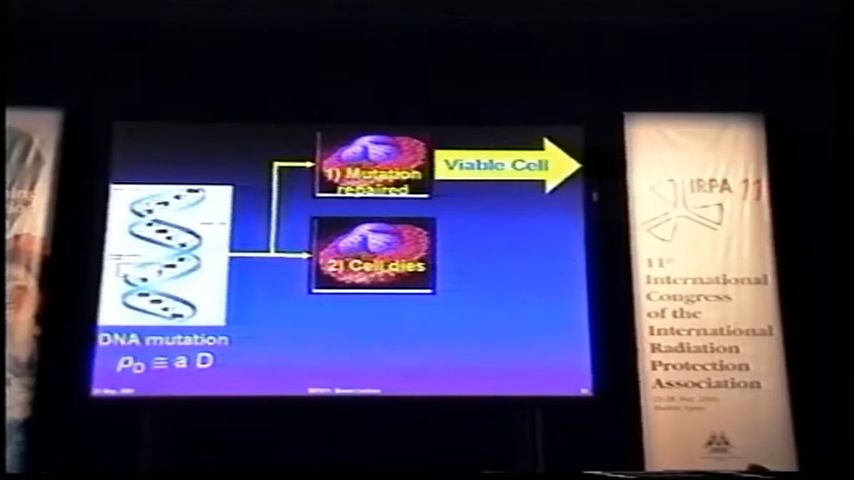 1) Mutation
repaired
Viable Cell
2) Cell dies
DNA mutation
pD ≅ a D
IRPA 11
11th
International
Congress
of the
International
Radiation
Protection
Association